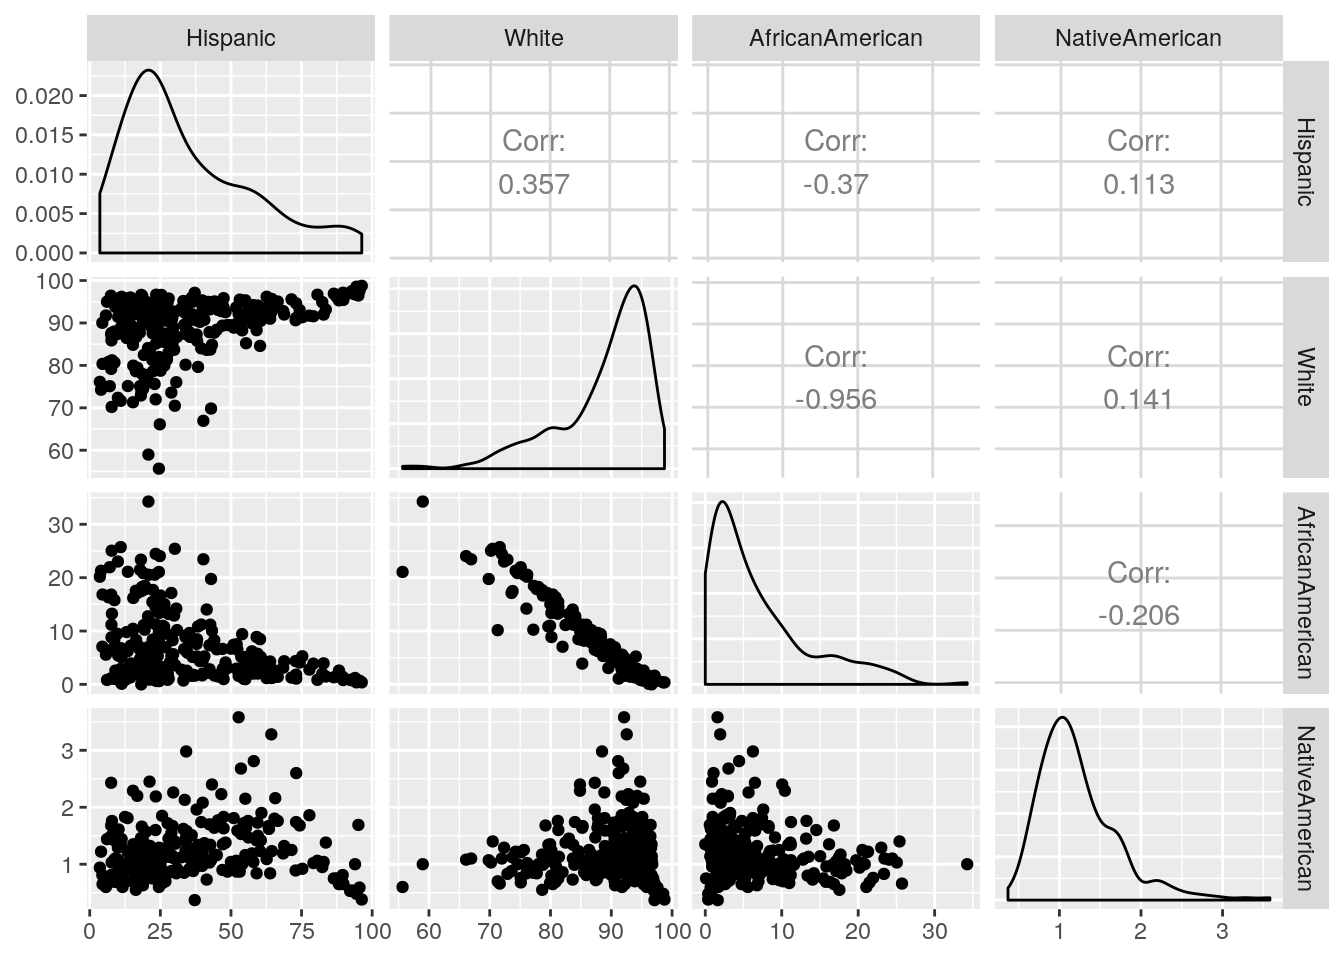 Hispanic White AfricanAmerican NativeAmerican
0.020
0.015
0.010
0.005
0.000
Corr:
0.357
Corr:
-0.37
Corr:
0.113
Hispanic
100
90
80
70
60
Corr:
-0.956
Corr:
0.141
White
30
20
10
0
Corr:
-0.206
AfricanAmerican
3
2
1
NativeAmerican
0 25 50 75 100 60 70 80 90 100 0 10 20 30 1 2 3